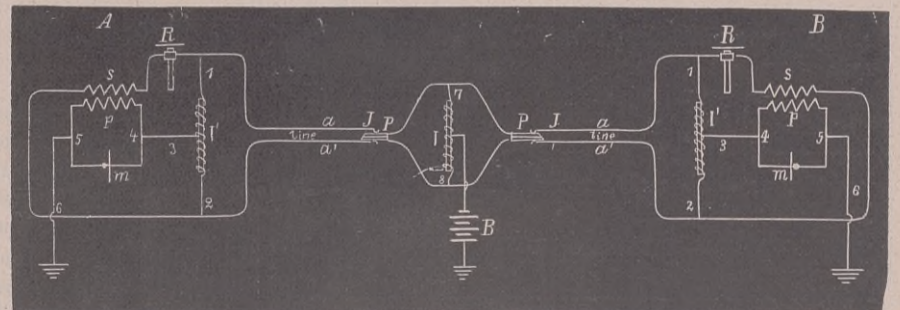 A B
R R
1 1
s s
p P
I' I'
a J P 7 P J a
line I line
a' a'
5 4 3 3 4 5
m m
8
6 2 2 6
B